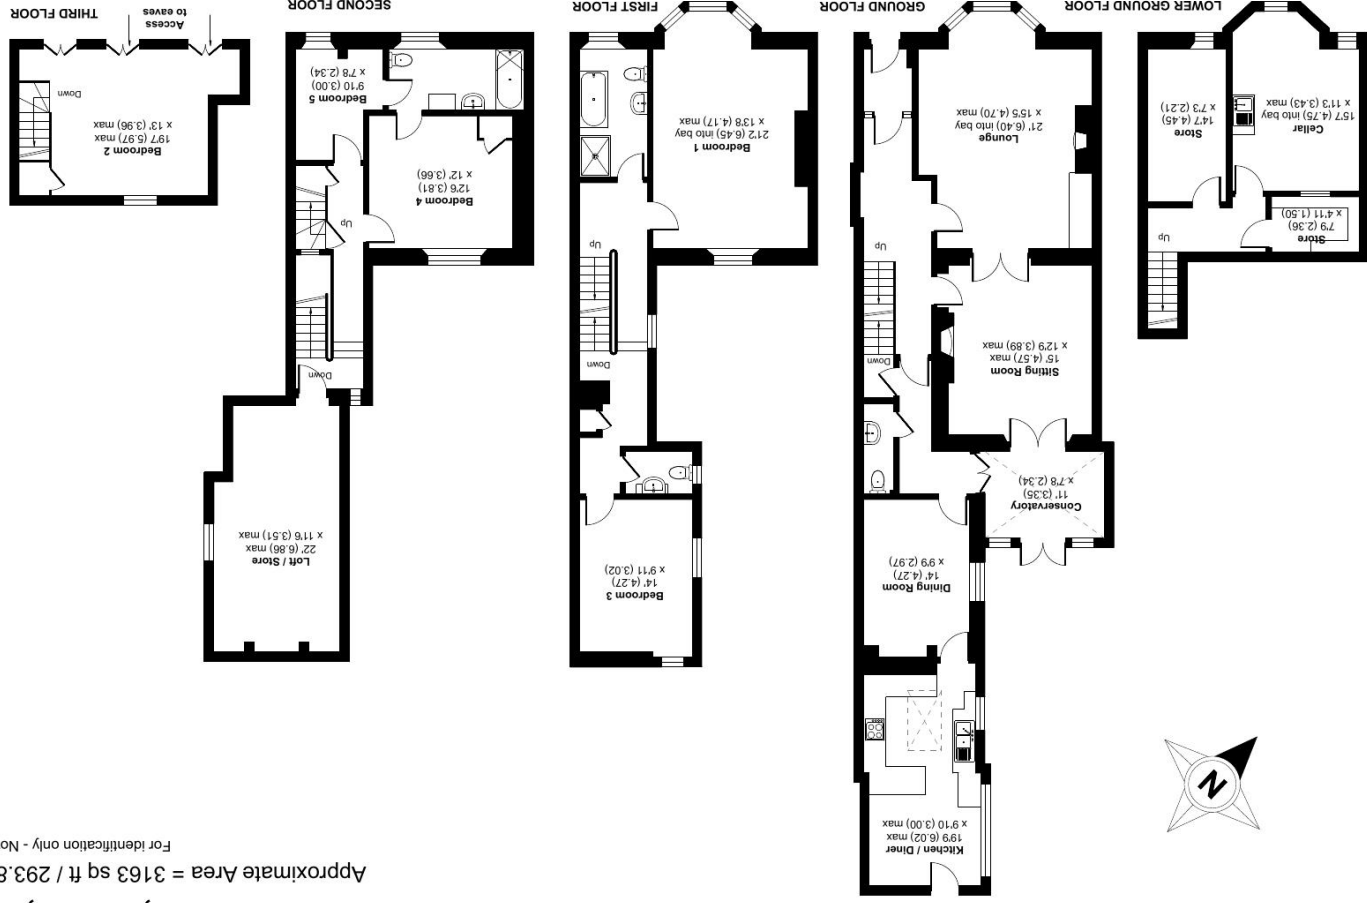 Approximate Area = 3163 sq ft / 293.8
For identification only - No
N
Kitchen / Diner
19'9 (6.02) max
x 9'10 (3.00) max
Dining Room
14' (4.27)
x 9'9 (2.97)
Conservatory
11' (3.35)
x 7'8 (2.34)
Sitting Room
15' (4.57) max
x 12'9 (3.89) max
Down
Up
Lounge
21' (6.40) into bay
x 15'5 (4.70) max
GROUND FLOOR
Up
Store
7'9 (2.36)
x 4'11 (1.50)
Cellar
15'7 (4.75) into bay
x 11'3 (3.43) max
Store
14'7 (4.45)
x 7'3 (2.21)
LOWER GROUND FLOOR
Bedroom 3
14' (4.27)
x 9'11 (3.02)
Down
Up
Bedroom 1
21'2 (6.45) into bay
x 13'8 (4.17) max
FIRST FLOOR
Loft / Store
22' (6.86) max
x 11'6 (3.51) max
Down
Up
Bedroom 4
12'6 (3.81)
x 12' (3.66)
Bedroom 5
9'10 (3.00)
x 7'8 (2.34)
SECOND FLOOR
Bedroom 2
19'7 (5.97) max
x 13' (3.96) max
Down
Access
to eaves
THIRD FLOOR